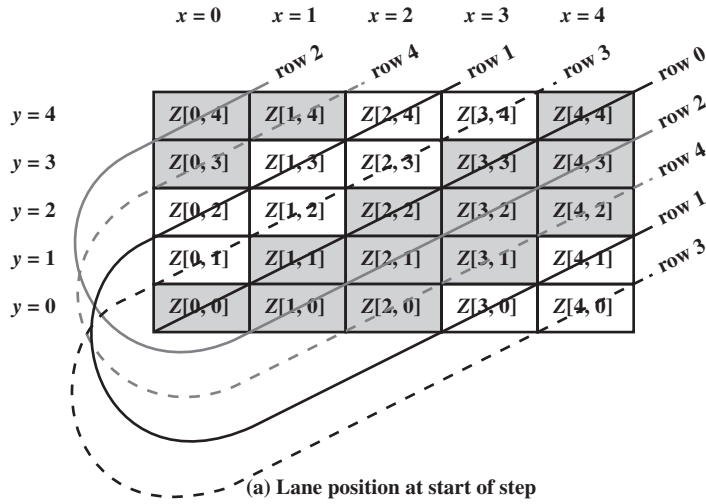 x = 0 x = 1 x = 2 x = 3 x = 4
row 2 row 4 row 1 row 3 row 0
y = 4 Z[0, 4] Z[1, 4] Z[2, 4] Z[3, 4] Z[4, 4] row 2
y = 3 Z[0, 3] Z[1, 3] Z[2, 3] Z[3, 3] Z[4, 3] row 4
y = 2 Z[0, 2] Z[1, 2] Z[2, 2] Z[3, 2] Z[4, 2] row 1
y = 1 Z[0, 1] Z[1, 1] Z[2, 1] Z[3, 1] Z[4, 1] row 3
y = 0 Z[0, 0] Z[1, 0] Z[2, 0] Z[3, 0] Z[4, 0]
(a) Lane position at start of step